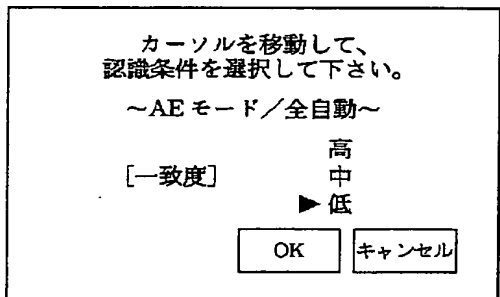 カーソルを移動して、
認識条件を選択して下さい。
～AEモード／全自動～
高
[一致度] 中
▶低
OK キャンセル